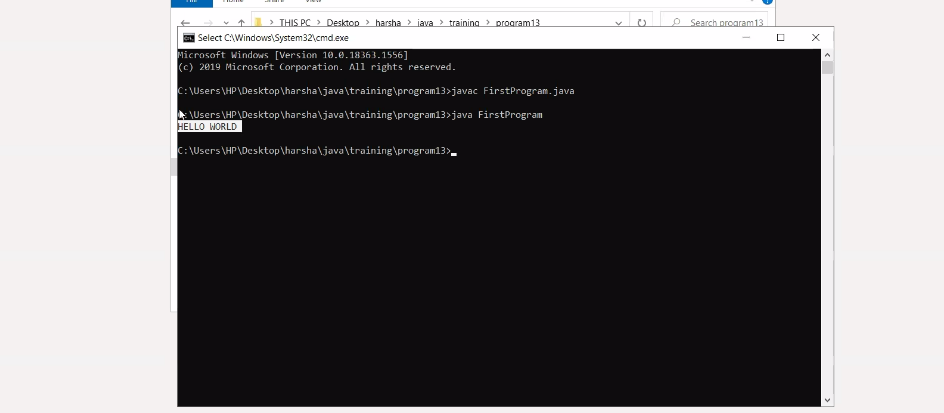 File Home Share View
THIS PC > Desktop > harsha > java > training > program13
Search program13
Select C:\Windows\System32\cmd.exe
Microsoft Windows [Version 10.0.18363.1556]
(c) 2019 Microsoft Corporation. All rights reserved.
C:\Users\HP\Desktop\harsha\java\training\program13>javac FirstProgram.java
C:\Users\HP\Desktop\harsha\java\training\program13>java FirstProgram
HELLO WORLD
C:\Users\HP\Desktop\harsha\java\training\program13>